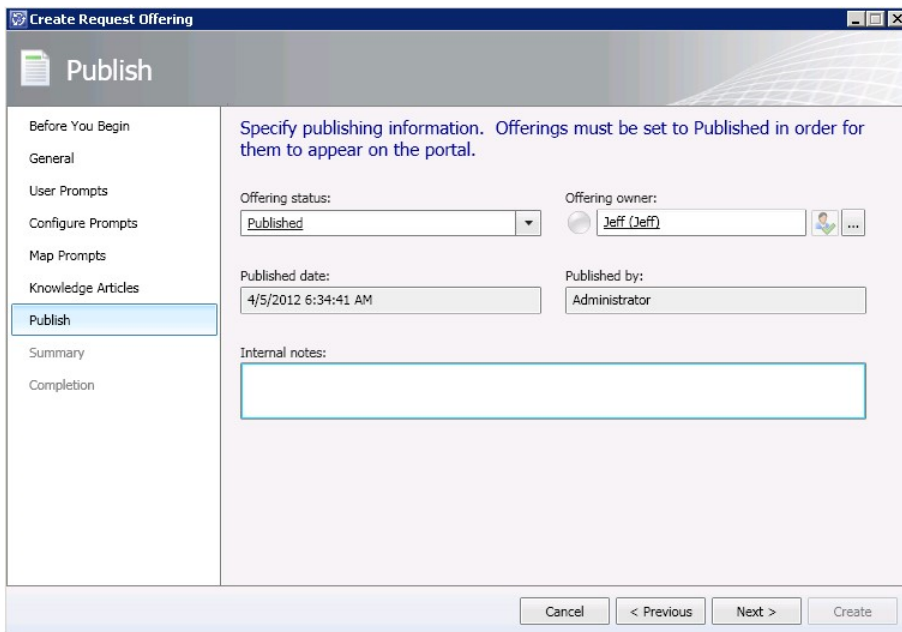 Create Request Offering
Publish
Before You Begin
General
User Prompts
Configure Prompts
Map Prompts
Knowledge Articles
Publish
Summary
Completion
Specify publishing information.  Offerings must be set to Published in order for
them to appear on the portal.
Offering status:
Published
Offering owner:
Jeff (Jeff)
...
Published date:
4/5/2012 6:34:41 AM
Published by:
Administrator
Internal notes:
Cancel
< Previous
Next >
Create